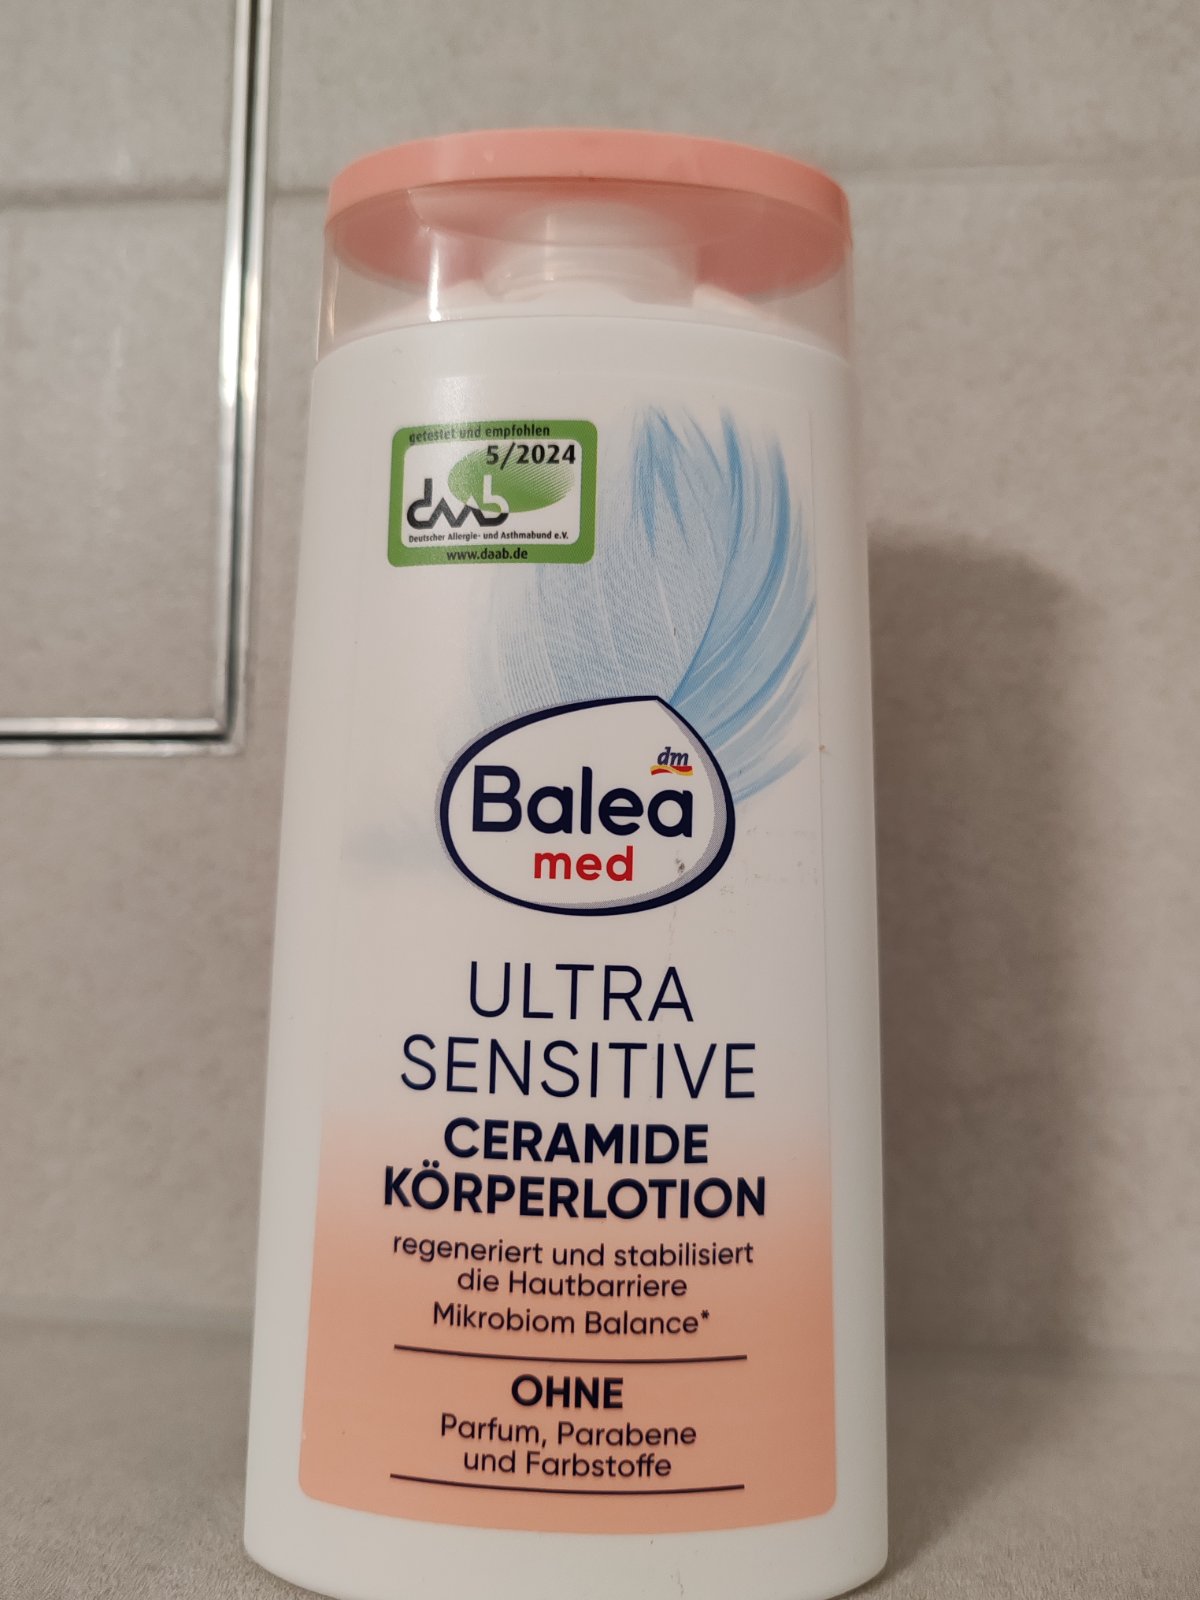 getestet und empfohlen
5/2024
daab
Deutscher Allergie- und Asthmabund e.V.
www.daab.de
dm
Balea
med
ULTRA
SENSITIVE
CERAMIDE
KÖRPERLOTION
regeneriert und stabilisiert
die Hautbarriere
Mikrobiom Balance*
OHNE
Parfum, Parabene
und Farbstoffe